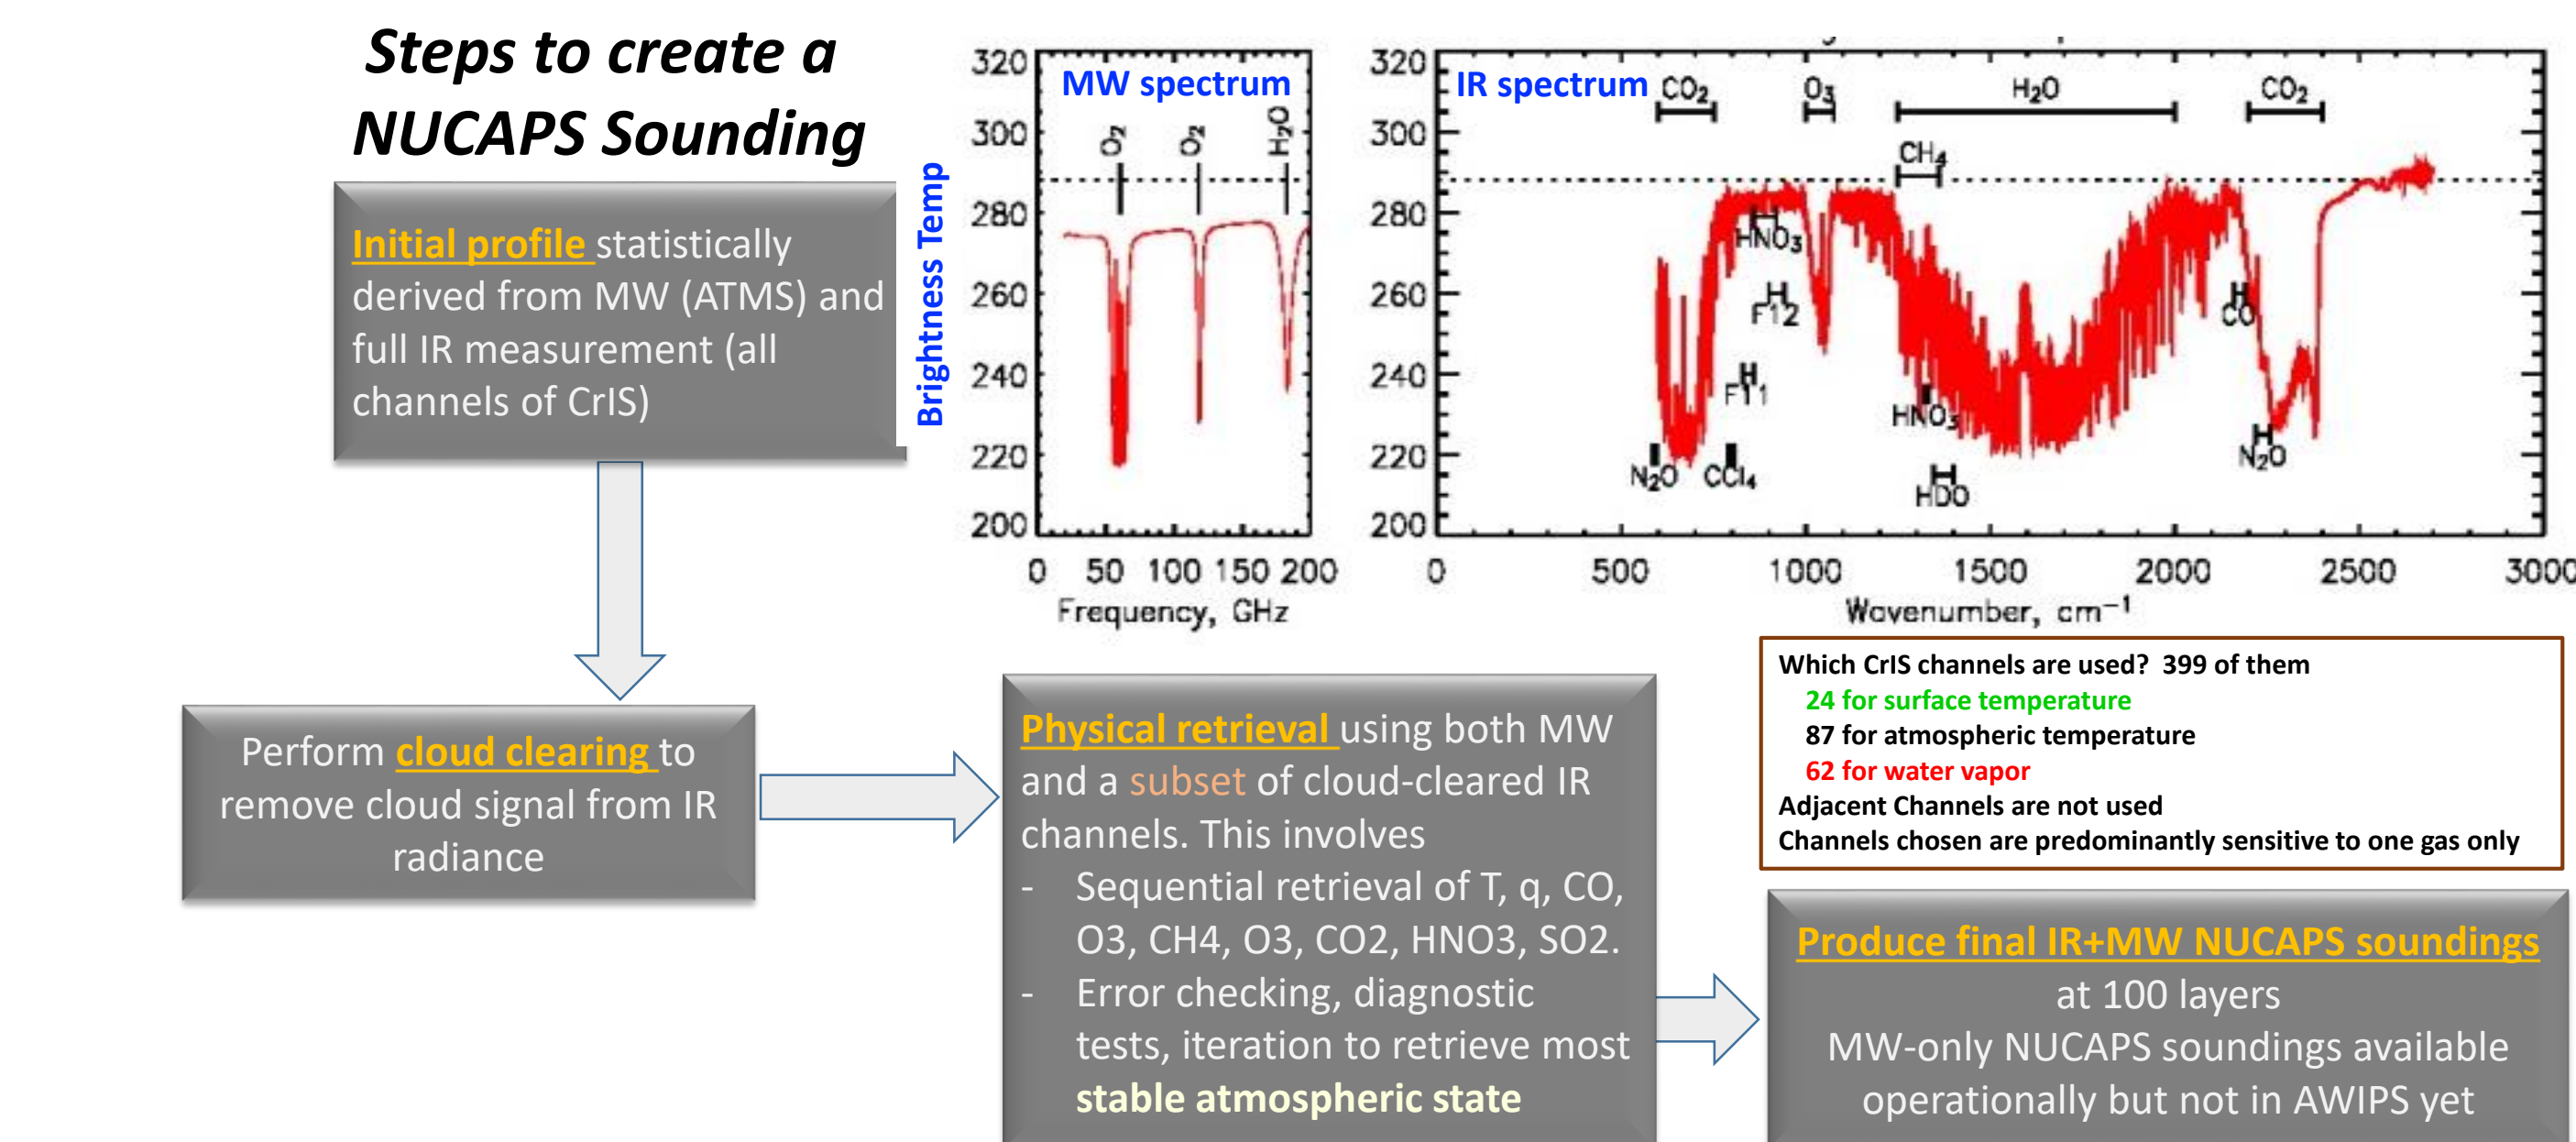 Steps to create a
NUCAPS Sounding
Initial profile statistically
derived from MW (ATMS) and
full IR measurement (all
channels of CrIS)
Brightness Temp
320
300
280
260
240
220
200
MW spectrum
O2
O2
H2O
0 50 100 150 200
Frequency, GHz
320
300
280
260
240
220
200
IR spectrum
CO2
O3
H2O
CO2
CH4
HNO3
F12
CO
F11
HNO3
N2O
CCl4
HDO
N2O
0 500 1000 1500 2000 2500 3000
Wavenumber, cm−1
Perform cloud clearing to
remove cloud signal from IR
radiance
Physical retrieval using both MW
and a subset of cloud-cleared IR
channels. This involves
- Sequential retrieval of T, q, CO,
O3, CH4, O3, CO2, HNO3, SO2.
- Error checking, diagnostic
tests, iteration to retrieve most
stable atmospheric state
Which CrIS channels are used? 399 of them
24 for surface temperature
87 for atmospheric temperature
62 for water vapor
Adjacent Channels are not used
Channels chosen are predominantly sensitive to one gas only
Produce final IR+MW NUCAPS soundings
at 100 layers
MW-only NUCAPS soundings available
operationally but not in AWIPS yet